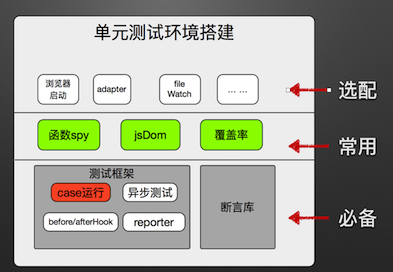 单元测试环境搭建
浏览器
启动
adapter
file
Watch
... ...
选配
函数spy
jsDom
覆盖率
常用
测试框架
case运行
异步测试
before/afterHook
reporter
断言库
必备